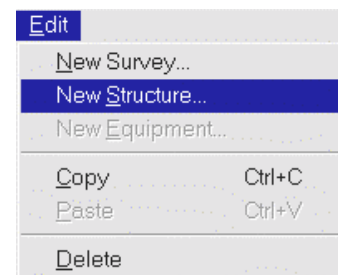 Edit
New Survey...
New Structure...
New Equipment...
Copy Ctrl+C
Paste Ctrl+V
Delete